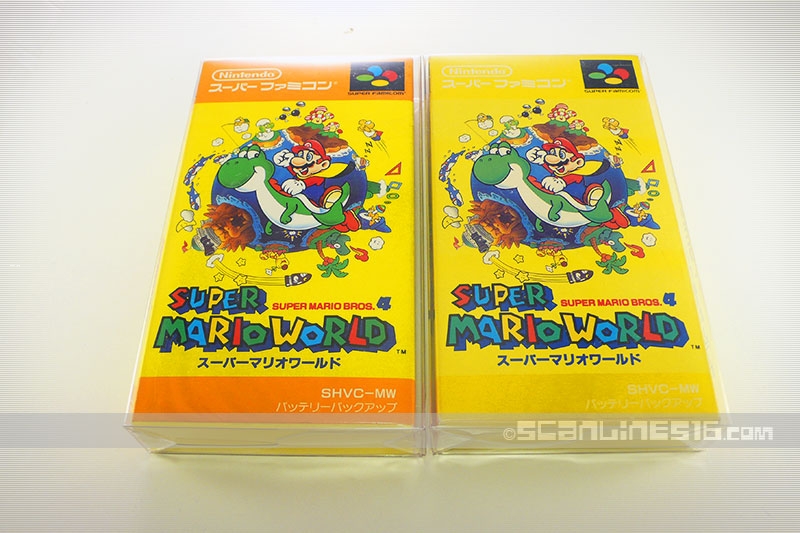 Nintendo
スーパーファミコン
SUPER FAMICOM
SUPER MARIO BROS. 4
SUPER
MARIO WORLD
TM
スーパーマリオワールド
SHVC-MW
バッテリーバックアップ
Nintendo
スーパーファミコン
SUPER FAMICOM
SUPER MARIO BROS. 4
SUPER
MARIO WORLD
TM
スーパーマリオワールド
SHVC-MW
バッテリーバックアップ
©SCANLINES16.com